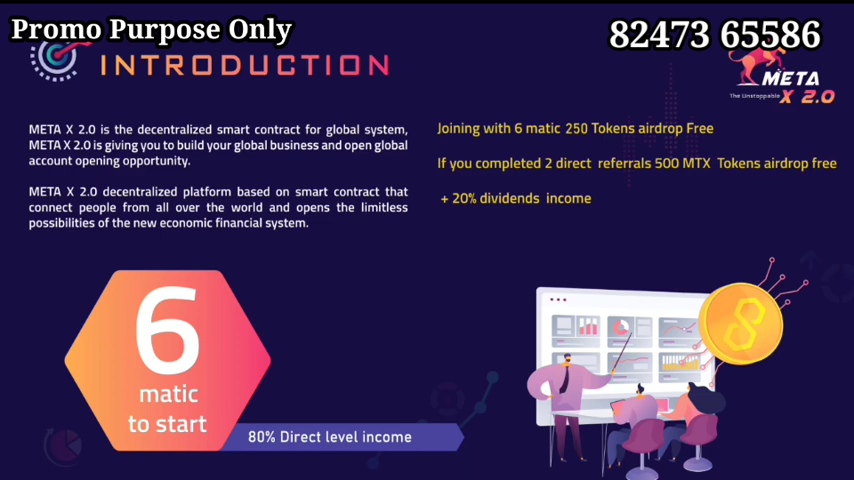 Promo Purpose Only
82473 65586
INTRODUCTION
META
The Unstoppable X 2.0
META X 2.0 is the decentralized smart contract for global system,
META X 2.0 is giving you to build your global business and open global
account opening opportunity.
META X 2.0 decentralized platform based on smart contract that
connect people from all over the world and opens the limitless
possibilities of the new economic financial system.
Joining with 6 matic 250 Tokens airdrop Free
If you completed 2 direct referrals 500 MTX Tokens airdrop free
+ 20% dividends income
6
matic
to start
80% Direct level income